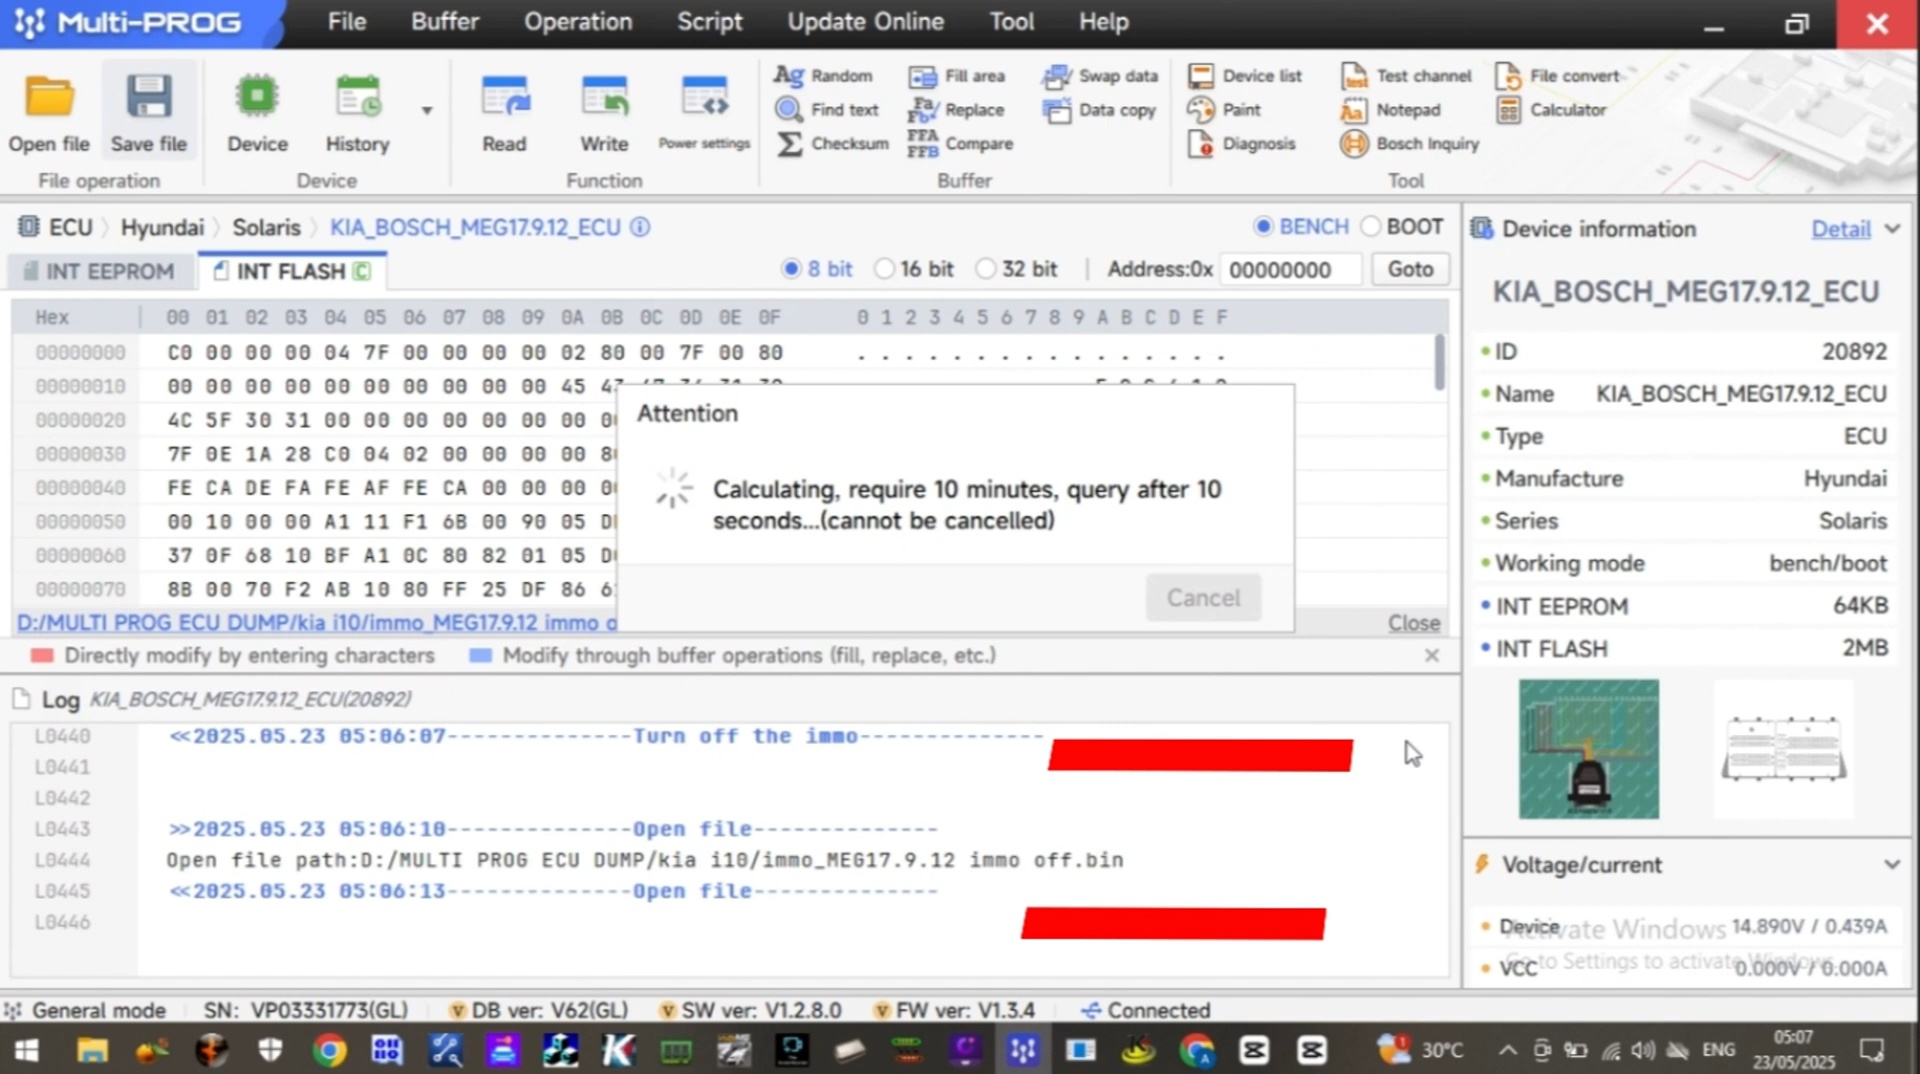 Multi-PROG File Buffer Operation Script Update Online Tool Help
Open file Save file Device History Read Write Power settings
Random Fill area Swap data
Find text Replace Data copy
Checksum Compare
Device list Test channel File convert
Paint Notepad Calculator
Diagnosis Bosch Inquiry
File operation Device Function Buffer Tool
ECU Hyundai Solaris KIA_BOSCH_MEG17.9.12_ECU BENCH BOOT
INT EEPROM INT FLASH C 8 bit 16 bit 32 bit Address:0x 00000000 Goto
Hex 00 01 02 03 04 05 06 07 08 09 0A 0B 0C 0D 0E 0F 0 1 2 3 4 5 6 7 8 9 A B C D E F
00000000 C0 00 00 00 04 7F 00 00 00 00 02 80 00 7F 00 80 . . . . . . . . . . . . . . . .
00000010 00 00 00 00 00 00 00 00 00 00 45
00000020 4C 5F 30 31 00 00 00 00 00 00 00
00000030 7F 0E 1A 28 C0 04 02 00 00 00 00
00000040 FE CA DE FA FE AF FE CA 00 00 00
00000050 00 10 00 00 A1 11 F1 6B 00 90 05
00000060 37 0F 68 10 BF A1 0C 80 82 01 05
00000070 8B 00 70 F2 AB 10 80 FF 25 DF 86
Attention
Calculating, require 10 minutes, query after 10
seconds...(cannot be cancelled)
Cancel
D:/MULTI PROG ECU DUMP/kia i10/immo_MEG17.9.12 immo Close
Directly modify by entering characters Modify through buffer operations (fill, replace, etc.)
Log KIA_BOSCH_MEG17.9.12_ECU(20892)
L0440 <<2025.05.23 05:06:07--------------Turn off the immo--------------
L0441
L0442
L0443 >>2025.05.23 05:06:10--------------Open file--------------
L0444 Open file path:D:/MULTI PROG ECU DUMP/kia i10/immo_MEG17.9.12 immo off.bin
L0445 <<2025.05.23 05:06:13--------------Open file--------------
L0446
Device information Detail
KIA_BOSCH_MEG17.9.12_ECU
ID 20892
Name KIA_BOSCH_MEG17.9.12_ECU
Type ECU
Manufacture Hyundai
Series Solaris
Working mode bench/boot
INT EEPROM 64KB
INT FLASH 2MB
Voltage/current
Device 14.890V / 0.439A
Activate Windows
VCC 0.000V / 0.000A
Go to Settings to activate Windows.
General mode SN: VP03331773(GL) DB ver: V62(GL) SW ver: V1.2.8.0 FW ver: V1.3.4 Connected
30°C ENG 05:07
23/05/2025